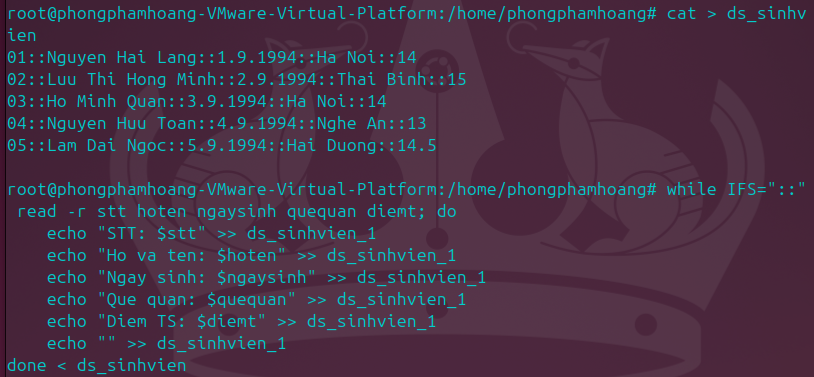 root@phongphamhoang-VMware-Virtual-Platform:/home/phongphamhoang# cat > ds_sinhv
ien
01::Nguyen Hai Lang::1.9.1994::Ha Noi::14
02::Luu Thi Hong Minh::2.9.1994::Thai Binh::15
03::Ho Minh Quan::3.9.1994::Ha Noi::14
04::Nguyen Huu Toan::4.9.1994::Nghe An::13
05::Lam Dai Ngoc::5.9.1994::Hai Duong::14.5
root@phongphamhoang-VMware-Virtual-Platform:/home/phongphamhoang# while IFS="::"
 read -r stt hoten ngaysinh quequan diemt; do
    echo "STT: $stt" >> ds_sinhvien_1
    echo "Ho va ten: $hoten" >> ds_sinhvien_1
    echo "Ngay sinh: $ngaysinh" >> ds_sinhvien_1
    echo "Que quan: $quequan" >> ds_sinhvien_1
    echo "Diem TS: $diemt" >> ds_sinhvien_1
    echo "" >> ds_sinhvien_1
done < ds_sinhvien